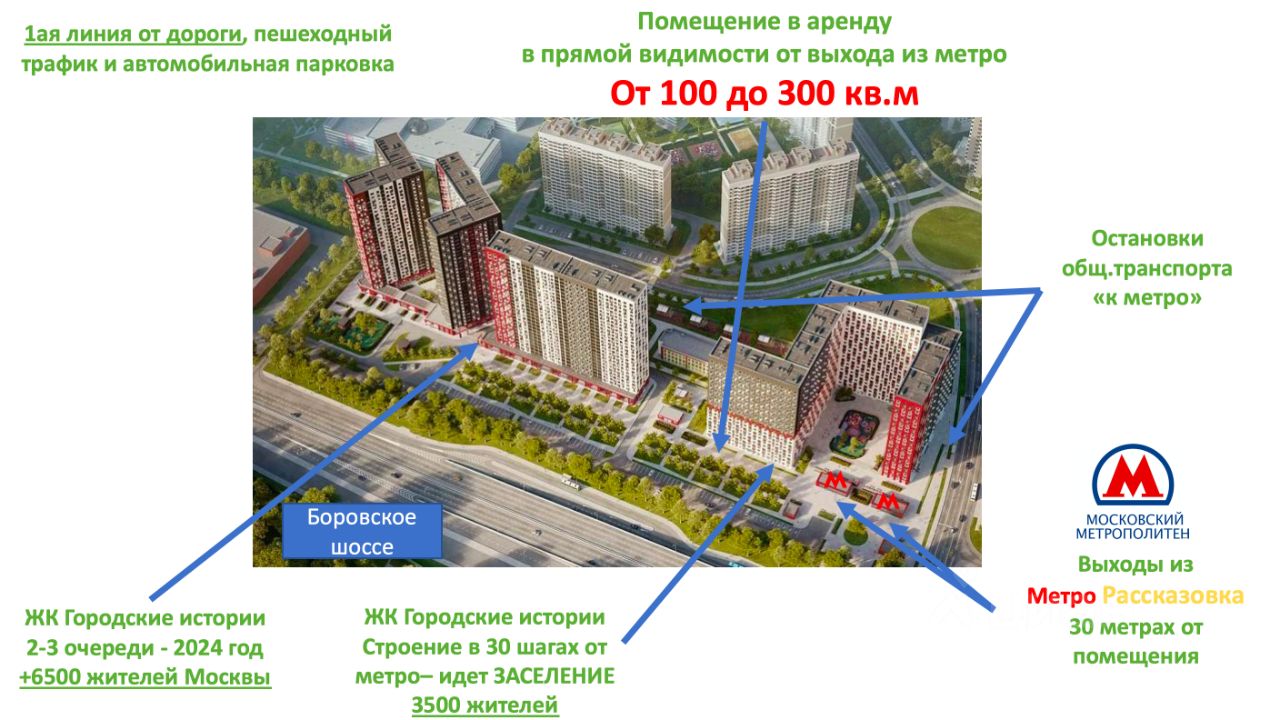 1ая линия от дороги, пешеходный
трафик и автомобильная парковка
Помещение в аренду
в прямой видимости от выхода из метро
От 100 до 300 кв.м
Остановки
общ.транспорта
«к метро»
М
М
Боровское
шоссе
М
МОСКОВСКИЙ
МЕТРОПОЛИТЕН
Выходы из
Метро Рассказовка
30 метрах от
помещения
ЖК Городские истории
2-3 очереди - 2024 год
+6500 жителей Москвы
ЖК Городские истории
Строение в 30 шагах от
метро– идет ЗАСЕЛЕНИЕ
3500 жителей